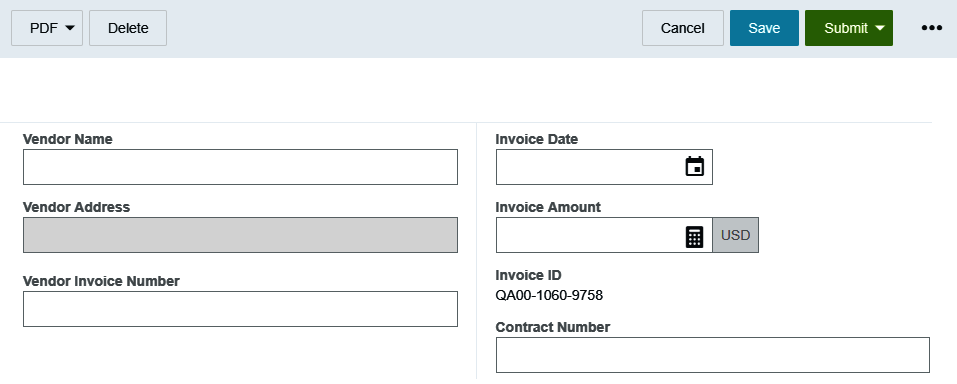 PDF Delete Cancel Save Submit
Vendor Name
Vendor Address
Vendor Invoice Number
Invoice Date
Invoice Amount
USD
Invoice ID
QA00-1060-9758
Contract Number